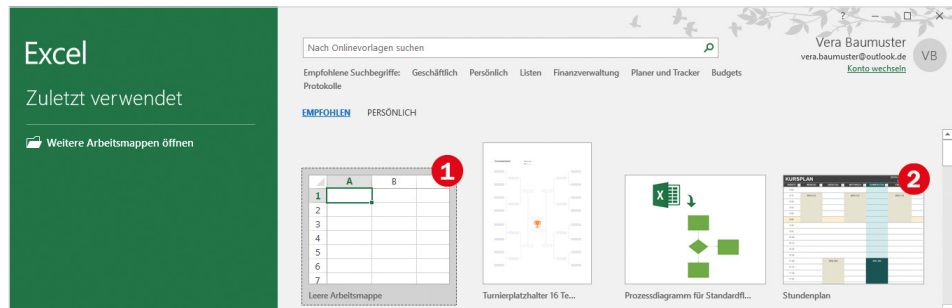 Excel
Zuletzt verwendet
Weitere Arbeitsmappen öffnen
Nach Onlinevorlagen suchen
Empfohlene Suchbegriffe: Geschäftlich Persönlich Listen Finanzverwaltung Planer und Tracker Budgets
Protokolle
EMPFOHLEN PERSÖNLICH
? 
Vera Baumuster
vera.baumuster@outlook.de
Konto wechseln
VB
1
A B
1
2
3
4
5
6
7
Leere Arbeitsmappe
Turnierplatzhalter 16 Te...
Prozessdiagramm für Standardfl...
2
KURSPLAN
Stundenplan